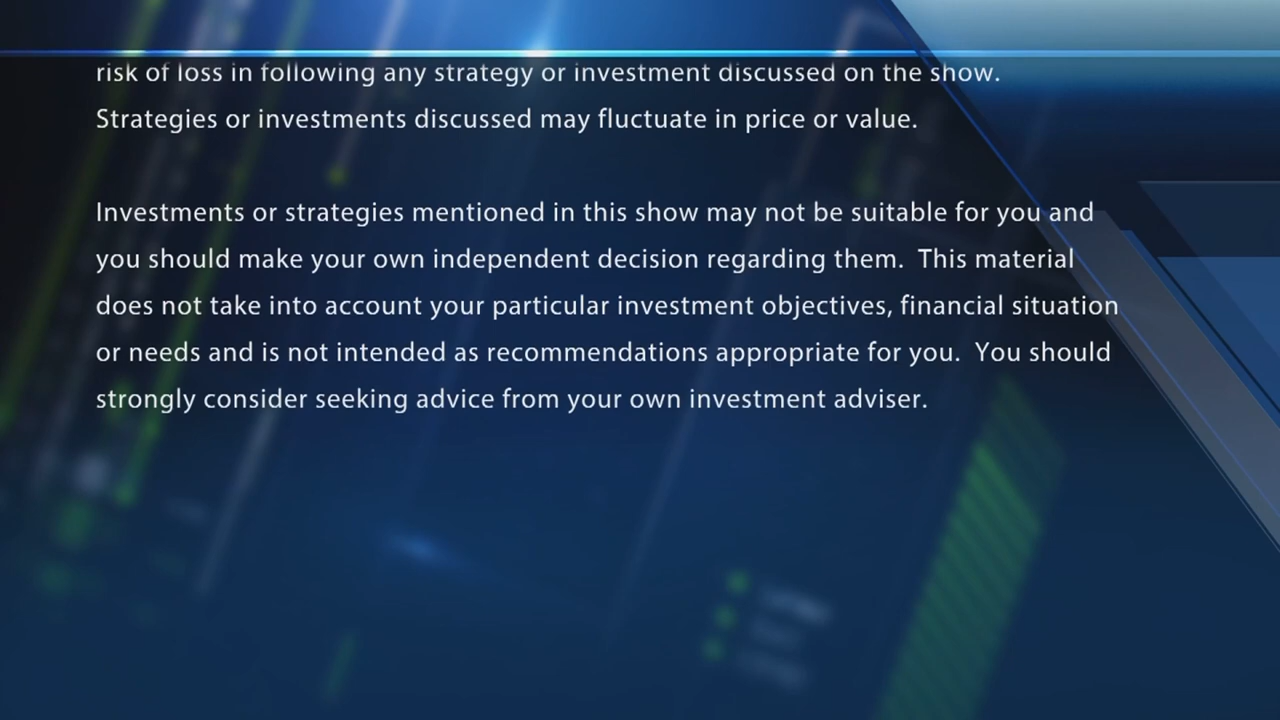 risk of loss in following any strategy or investment discussed on the show.
Strategies or investments discussed may fluctuate in price or value.
Investments or strategies mentioned in this show may not be suitable for you and
you should make your own independent decision regarding them.  This material
does not take into account your particular investment objectives, financial situation
or needs and is not intended as recommendations appropriate for you.  You should
strongly consider seeking advice from your own investment adviser.